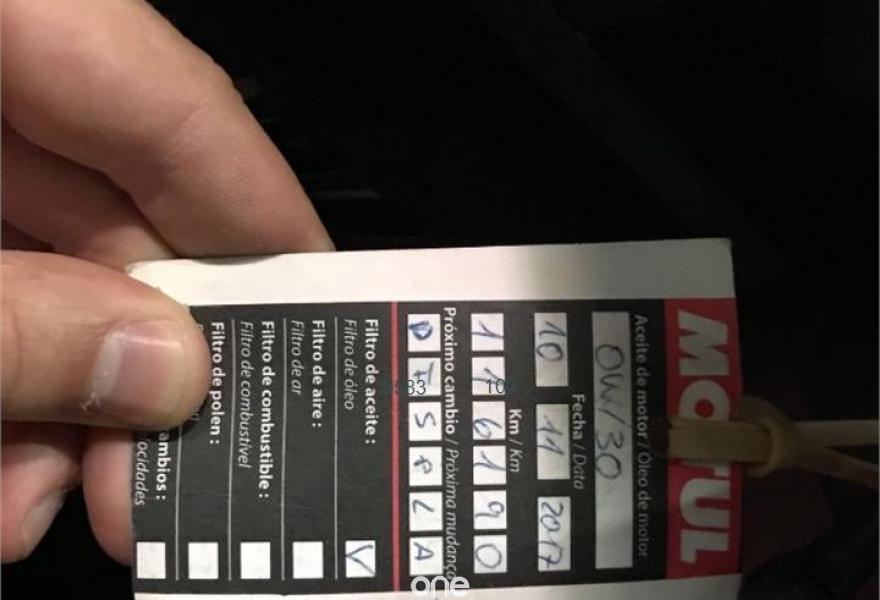 MOTUL
Aceite de motor / Óleo de motor
0W/30
Fecha / Data
10 11 2017
Km / Km
1 1 6 1 9 0
Próximo cambio / Próxima mudança
D I S P L A
Filtro de aceite : V
Filtro de óleo
Filtro de aire :
Filtro de ar
Filtro de combustible :
Filtro de combustível
Filtro de polen :
ambios :
locidades
one